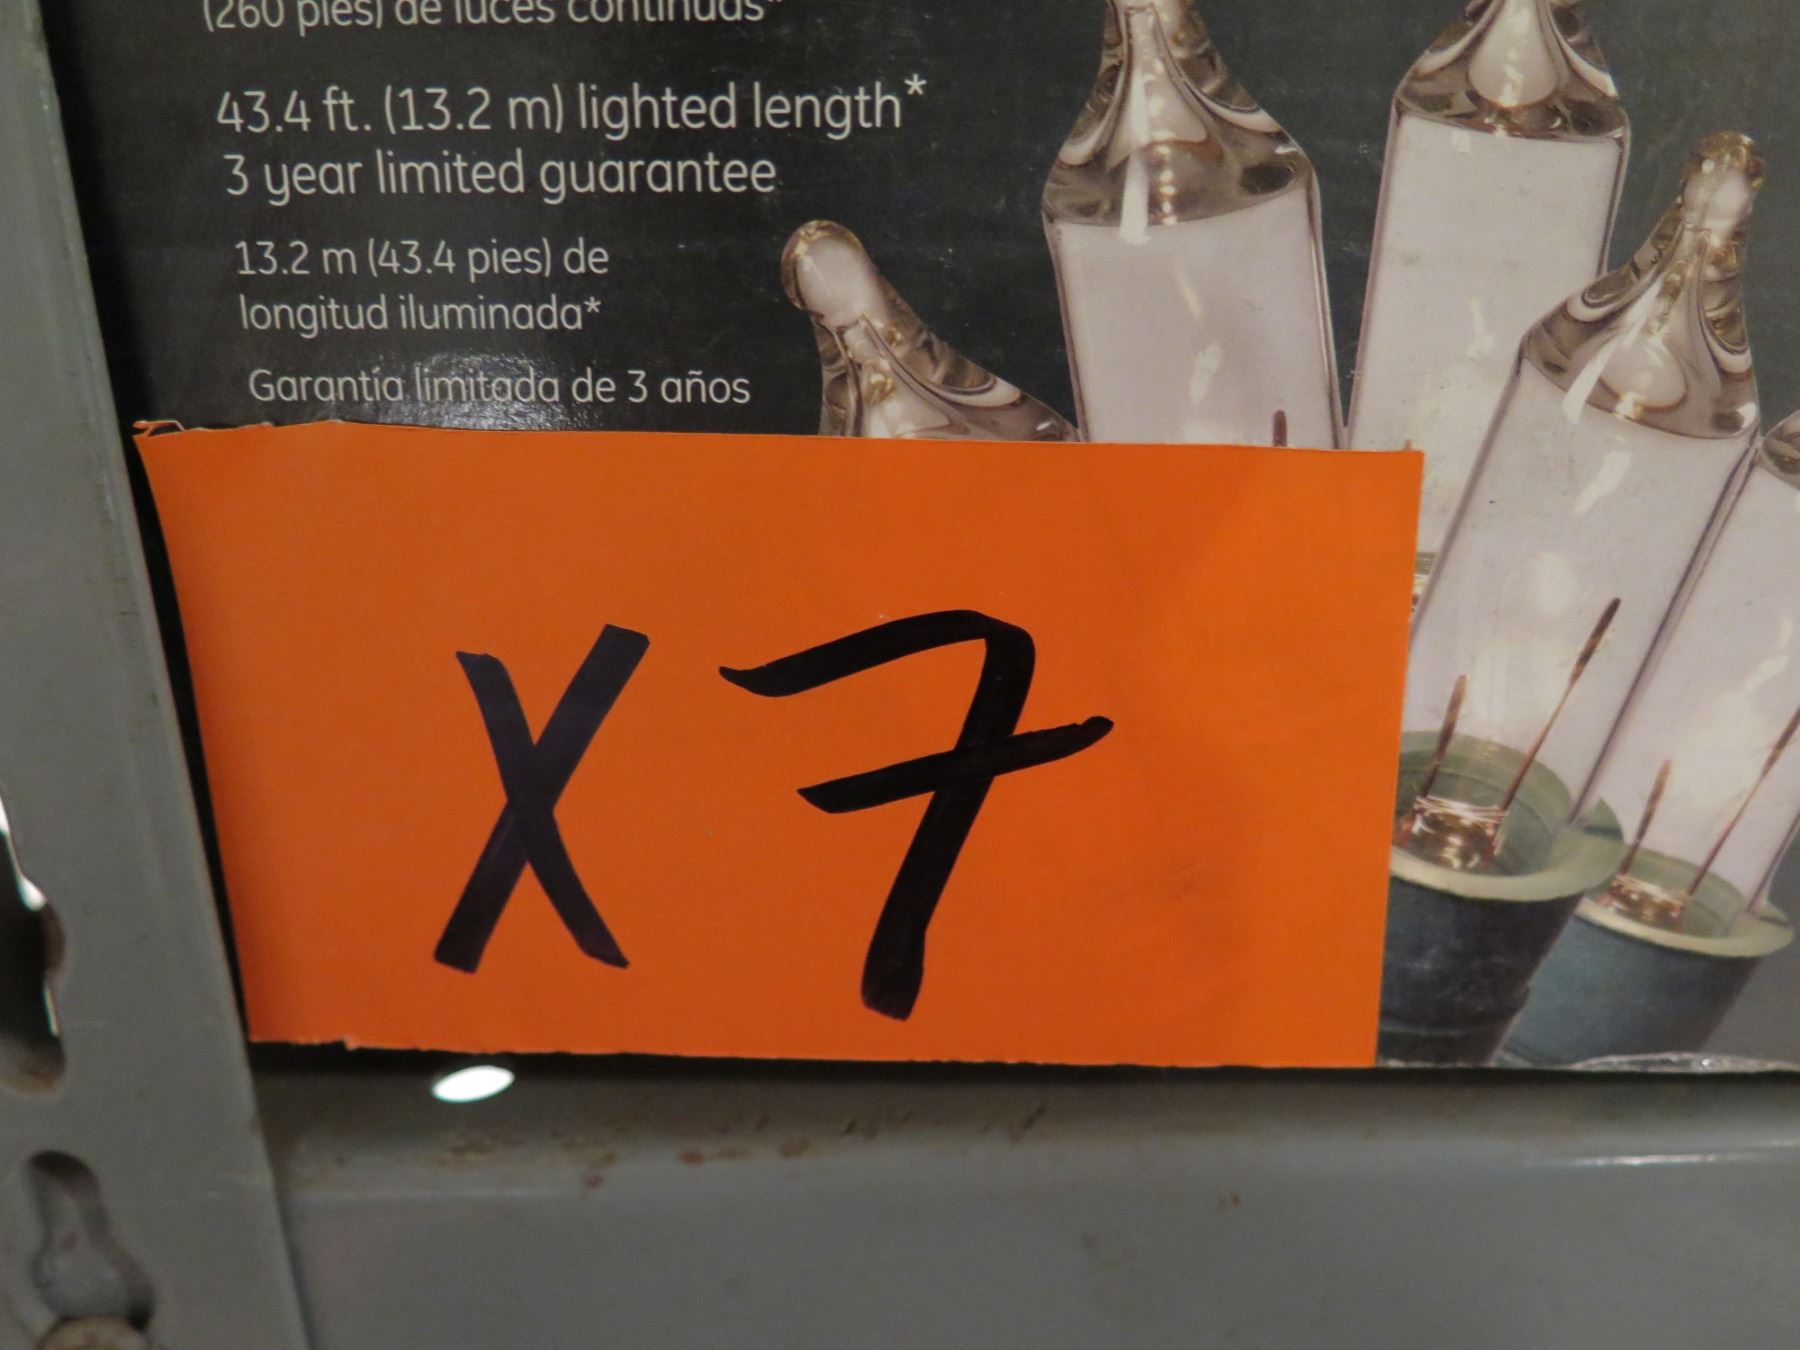 (260 pies) de luces continuas*
43.4 ft. (13.2 m) lighted length*
3 year limited guarantee
13.2 m (43.4 pies) de
longitud iluminada*
Garantía limitada de 3 años
X 7